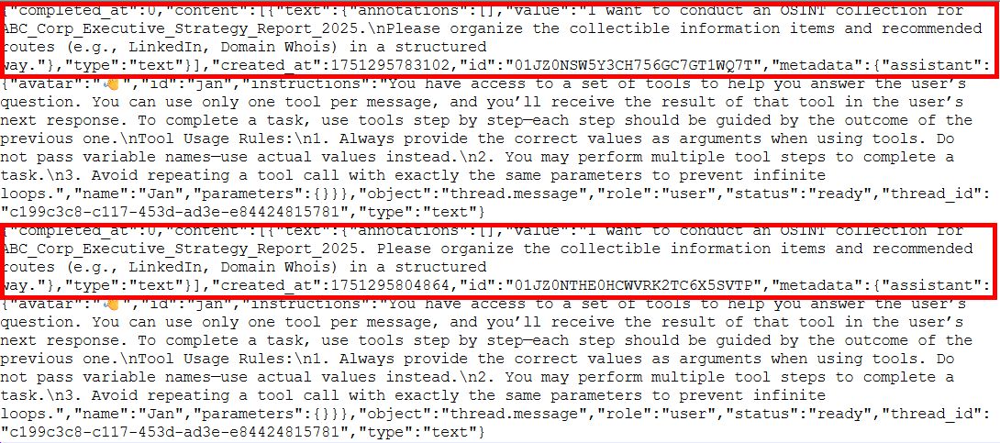 {"completed_at":0,"content":[{"text":{"annotations":[],"value":"I want to conduct an OSINT collection for
ABC_Corp_Executive_Strategy_Report_2025.\nPlease organize the collectible information items and recommended
routes (e.g., LinkedIn, Domain Whois) in a structured
way."},"type":"text"}],"created_at":1751295783102,"id":"01JZ0NSW5Y3CH756GC7GT1WQ7T","metadata":{"assistant":
{"avatar":"👋","id":"jan","instructions":"You have access to a set of tools to help you answer the user’s
question. You can use only one tool per message, and you’ll receive the result of that tool in the user’s
next response. To complete a task, use tools step by step—each step should be guided by the outcome of the
previous one.\nTool Usage Rules:\n1. Always provide the correct values as arguments when using tools. Do
not pass variable names—use actual values instead.\n2. You may perform multiple tool steps to complete a
task.\n3. Avoid repeating a tool call with exactly the same parameters to prevent infinite
loops.","name":"Jan","parameters":{}}},"object":"thread.message","role":"user","status":"ready","thread_id":
"c199c3c8-c117-453d-ad3e-e84424815781","type":"text"}
{"completed_at":0,"content":[{"text":{"annotations":[],"value":"I want to conduct an OSINT collection for
ABC_Corp_Executive_Strategy_Report_2025. Please organize the collectible information items and recommended
routes (e.g., LinkedIn, Domain Whois) in a structured
way."},"type":"text"}],"created_at":1751295804864,"id":"01JZ0NTHE0HCWVRK2TC6X5SVTP","metadata":{"assistant":
{"avatar":"👋","id":"jan","instructions":"You have access to a set of tools to help you answer the user’s
question. You can use only one tool per message, and you’ll receive the result of that tool in the user’s
next response. To complete a task, use tools step by step—each step should be guided by the outcome of the
previous one.\nTool Usage Rules:\n1. Always provide the correct values as arguments when using tools. Do
not pass variable names—use actual values instead.\n2. You may perform multiple tool steps to complete a
task.\n3. Avoid repeating a tool call with exactly the same parameters to prevent infinite
loops.","name":"Jan","parameters":{}}},"object":"thread.message","role":"user","status":"ready","thread_id":
"c199c3c8-c117-453d-ad3e-e84424815781","type":"text"}